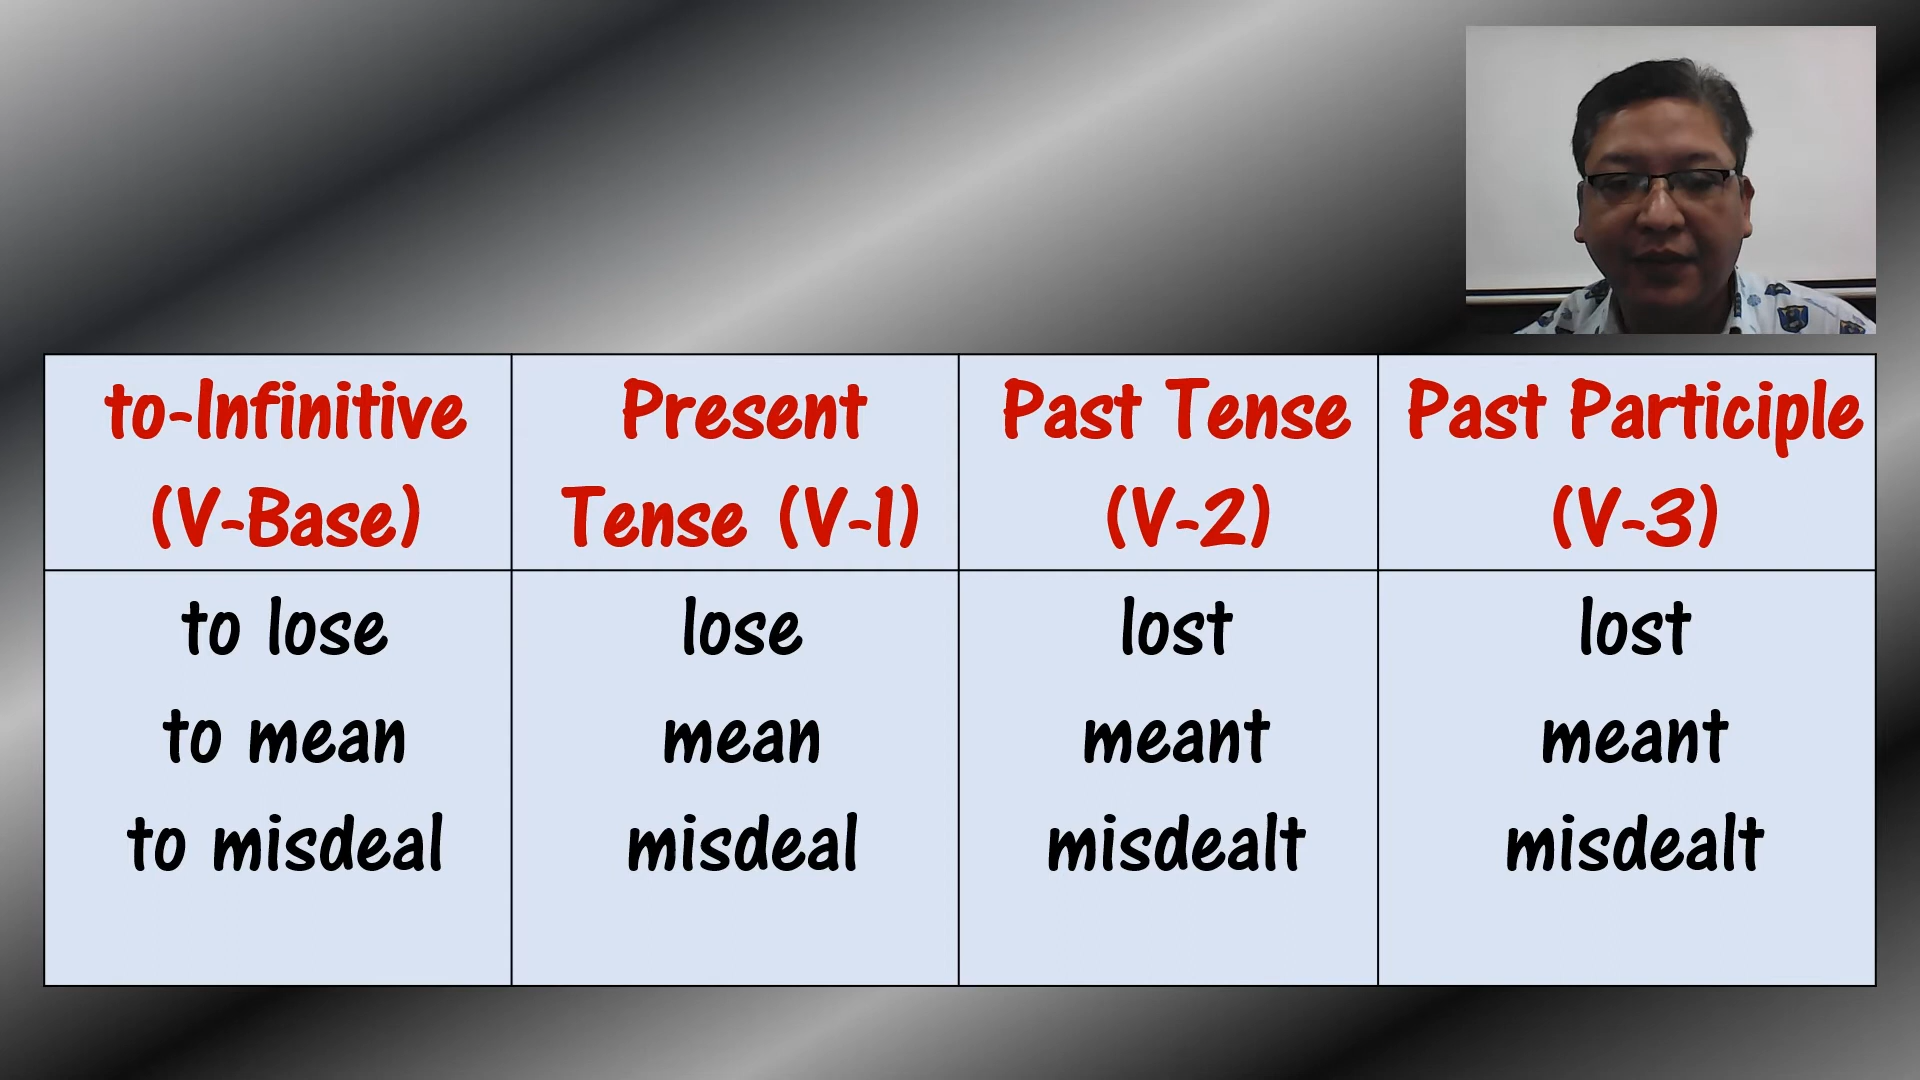 to-Infinitive
(V-Base)
Present
Tense (V-1)
Past Tense
(V-2)
Past Participle
(V-3)
to lose
lose
lost
lost
to mean
mean
meant
meant
to misdeal
misdeal
misdealt
misdealt